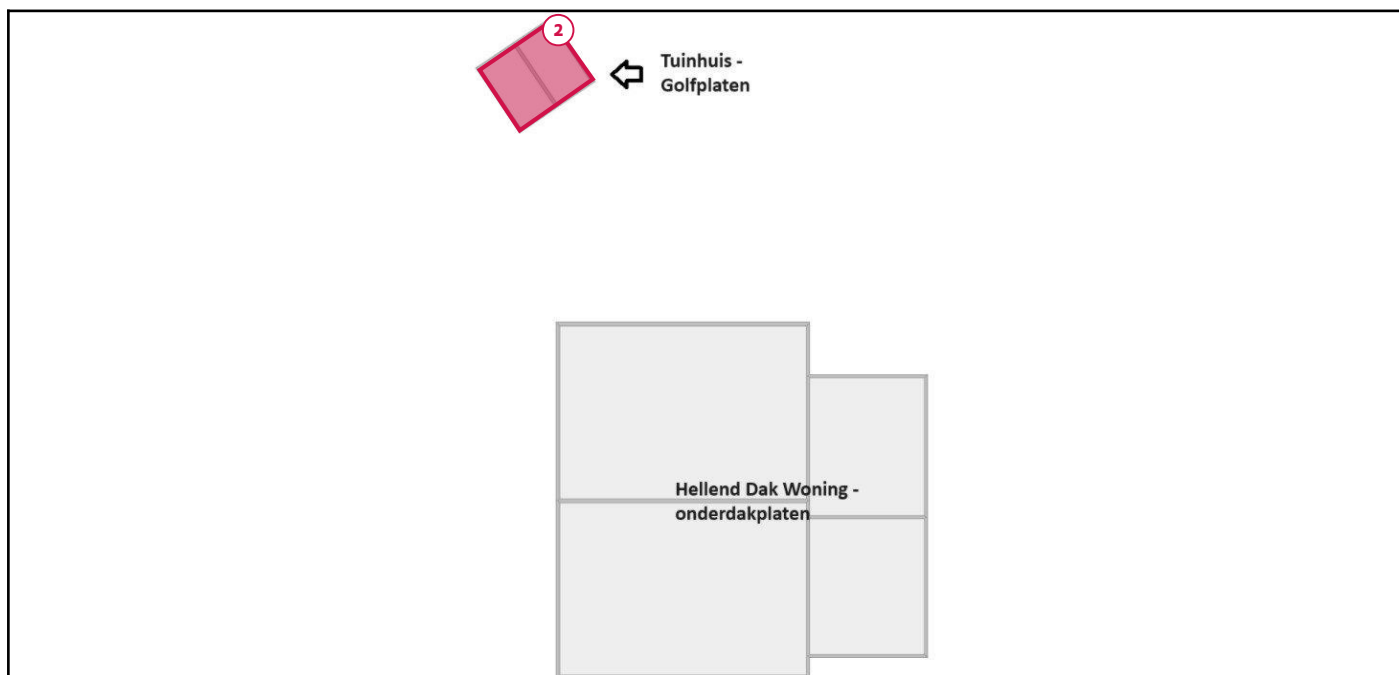 2
Tuinhuis -
Golfplaten
Hellend Dak Woning -
onderdakplaten